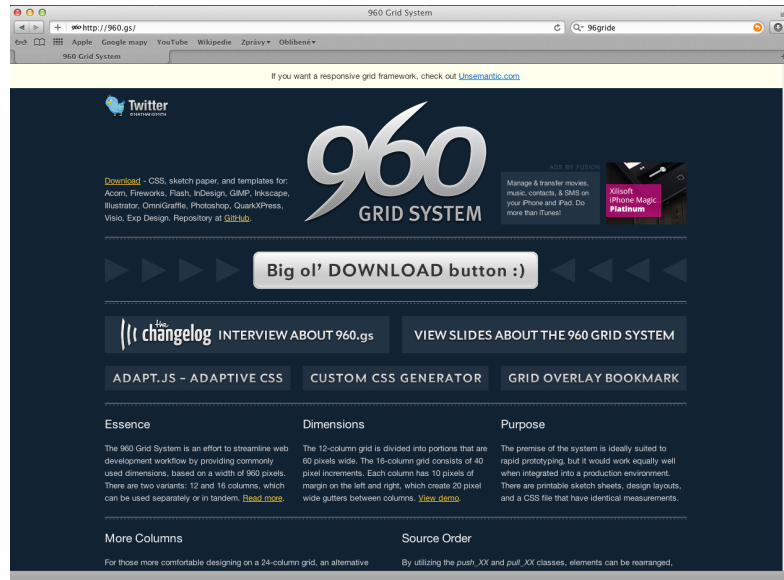 960 Grid System
http://960.gs/
96gride
Apple Google mapy YouTube Wikipedie Zprávy Oblíbené
960 Grid System
If you want a responsive grid framework, check out Unsemantic.com
Twitter
@NATHANSMITH
960
GRID SYSTEM
Download - CSS, sketch paper, and templates for:
Acorn, Fireworks, Flash, InDesign, GIMP, Inkscape,
Illustrator, OmniGraffle, Photoshop, QuarkXPress,
Visio, Exp Design. Repository at GitHub.
ADS BY FUSION
Manage & transfer movies,
music, contacts, & SMS on
your iPhone and iPad. Do
more than iTunes!
Xilisoft
iPhone Magic
Platinum
Big ol' DOWNLOAD button :)
the changelog INTERVIEW ABOUT 960.gs
VIEW SLIDES ABOUT THE 960 GRID SYSTEM
ADAPT.JS – ADAPTIVE CSS
CUSTOM CSS GENERATOR
GRID OVERLAY BOOKMARK
Essence
The 960 Grid System is an effort to streamline web
development workflow by providing commonly
used dimensions, based on a width of 960 pixels.
There are two variants: 12 and 16 columns, which
can be used separately or in tandem. Read more.
Dimensions
The 12-column grid is divided into portions that are
60 pixels wide. The 16-column grid consists of 40
pixel increments. Each column has 10 pixels of
margin on the left and right, which create 20 pixel
wide gutters between columns. View demo.
Purpose
The premise of the system is ideally suited to
rapid prototyping, but it would work equally well
when integrated into a production environment.
There are printable sketch sheets, design layouts,
and a CSS file that have identical measurements.
More Columns
For those more comfortable designing on a 24-column grid, an alternative
Source Order
By utilizing the push_XX and pull_XX classes, elements can be rearranged,